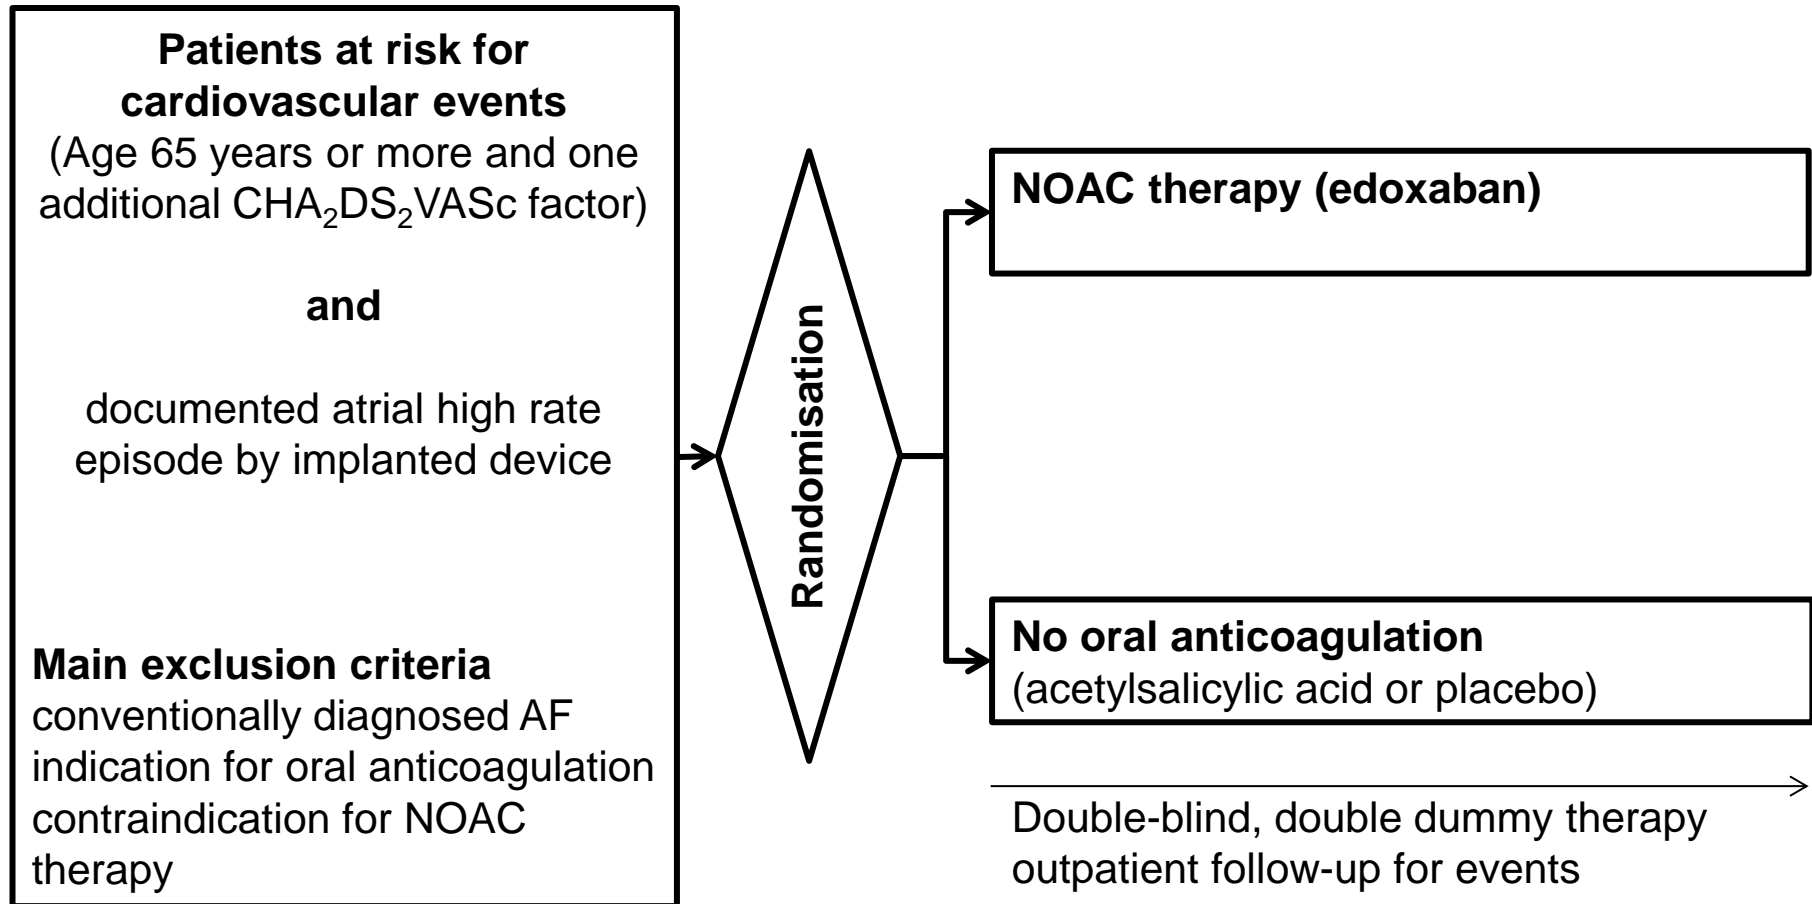 Patients at risk for
cardiovascular events
(Age 65 years or more and one
additional CHA₂DS₂VASc factor)
and
documented atrial high rate
episode by implanted device
Main exclusion criteria
conventionally diagnosed AF
indication for oral anticoagulation
contraindication for NOAC
therapy
Randomisation
NOAC therapy (edoxaban)
No oral anticoagulation
(acetylsalicylic acid or placebo)
Double-blind, double dummy therapy
outpatient follow-up for events